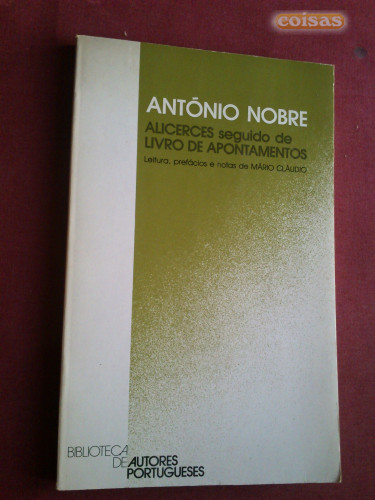 coisas
ANTÓNIO NOBRE
ALICERCES seguido de
LIVRO DE APONTAMENTOS
Leitura, prefácios e notas de MÁRIO CLÁUDIO
BIBLIOTECA
DE AUTORES
PORTUGUESES